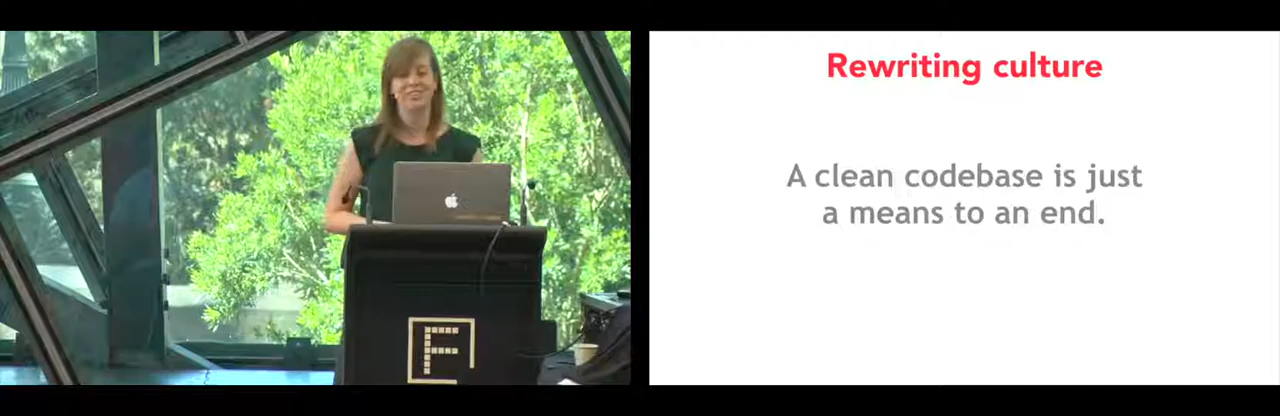 Rewriting culture
A clean codebase is just
a means to an end.
F